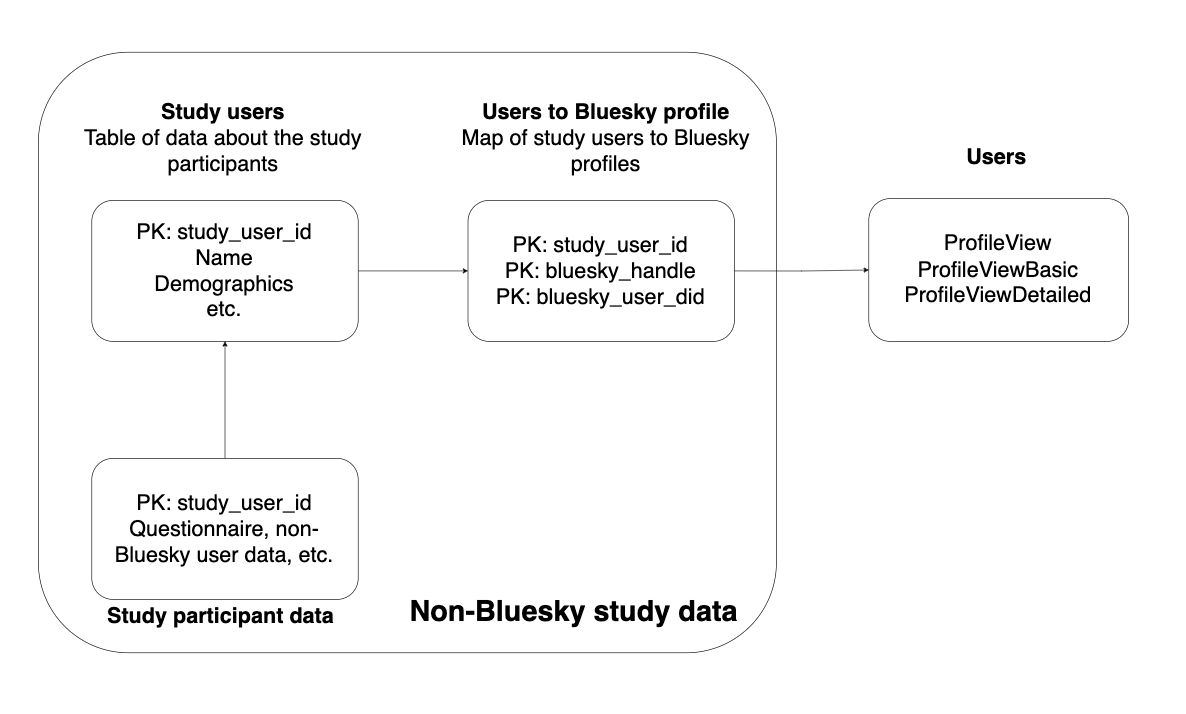 Study users
Table of data about the study
participants
PK: study_user_id
Name
Demographics
etc.
Users to Bluesky profile
Map of study users to Bluesky
profiles
PK: study_user_id
PK: bluesky_handle
PK: bluesky_user_did
Users
ProfileView
ProfileViewBasic
ProfileViewDetailed
PK: study_user_id
Questionnaire, non-
Bluesky user data, etc.
Study participant data
Non-Bluesky study data